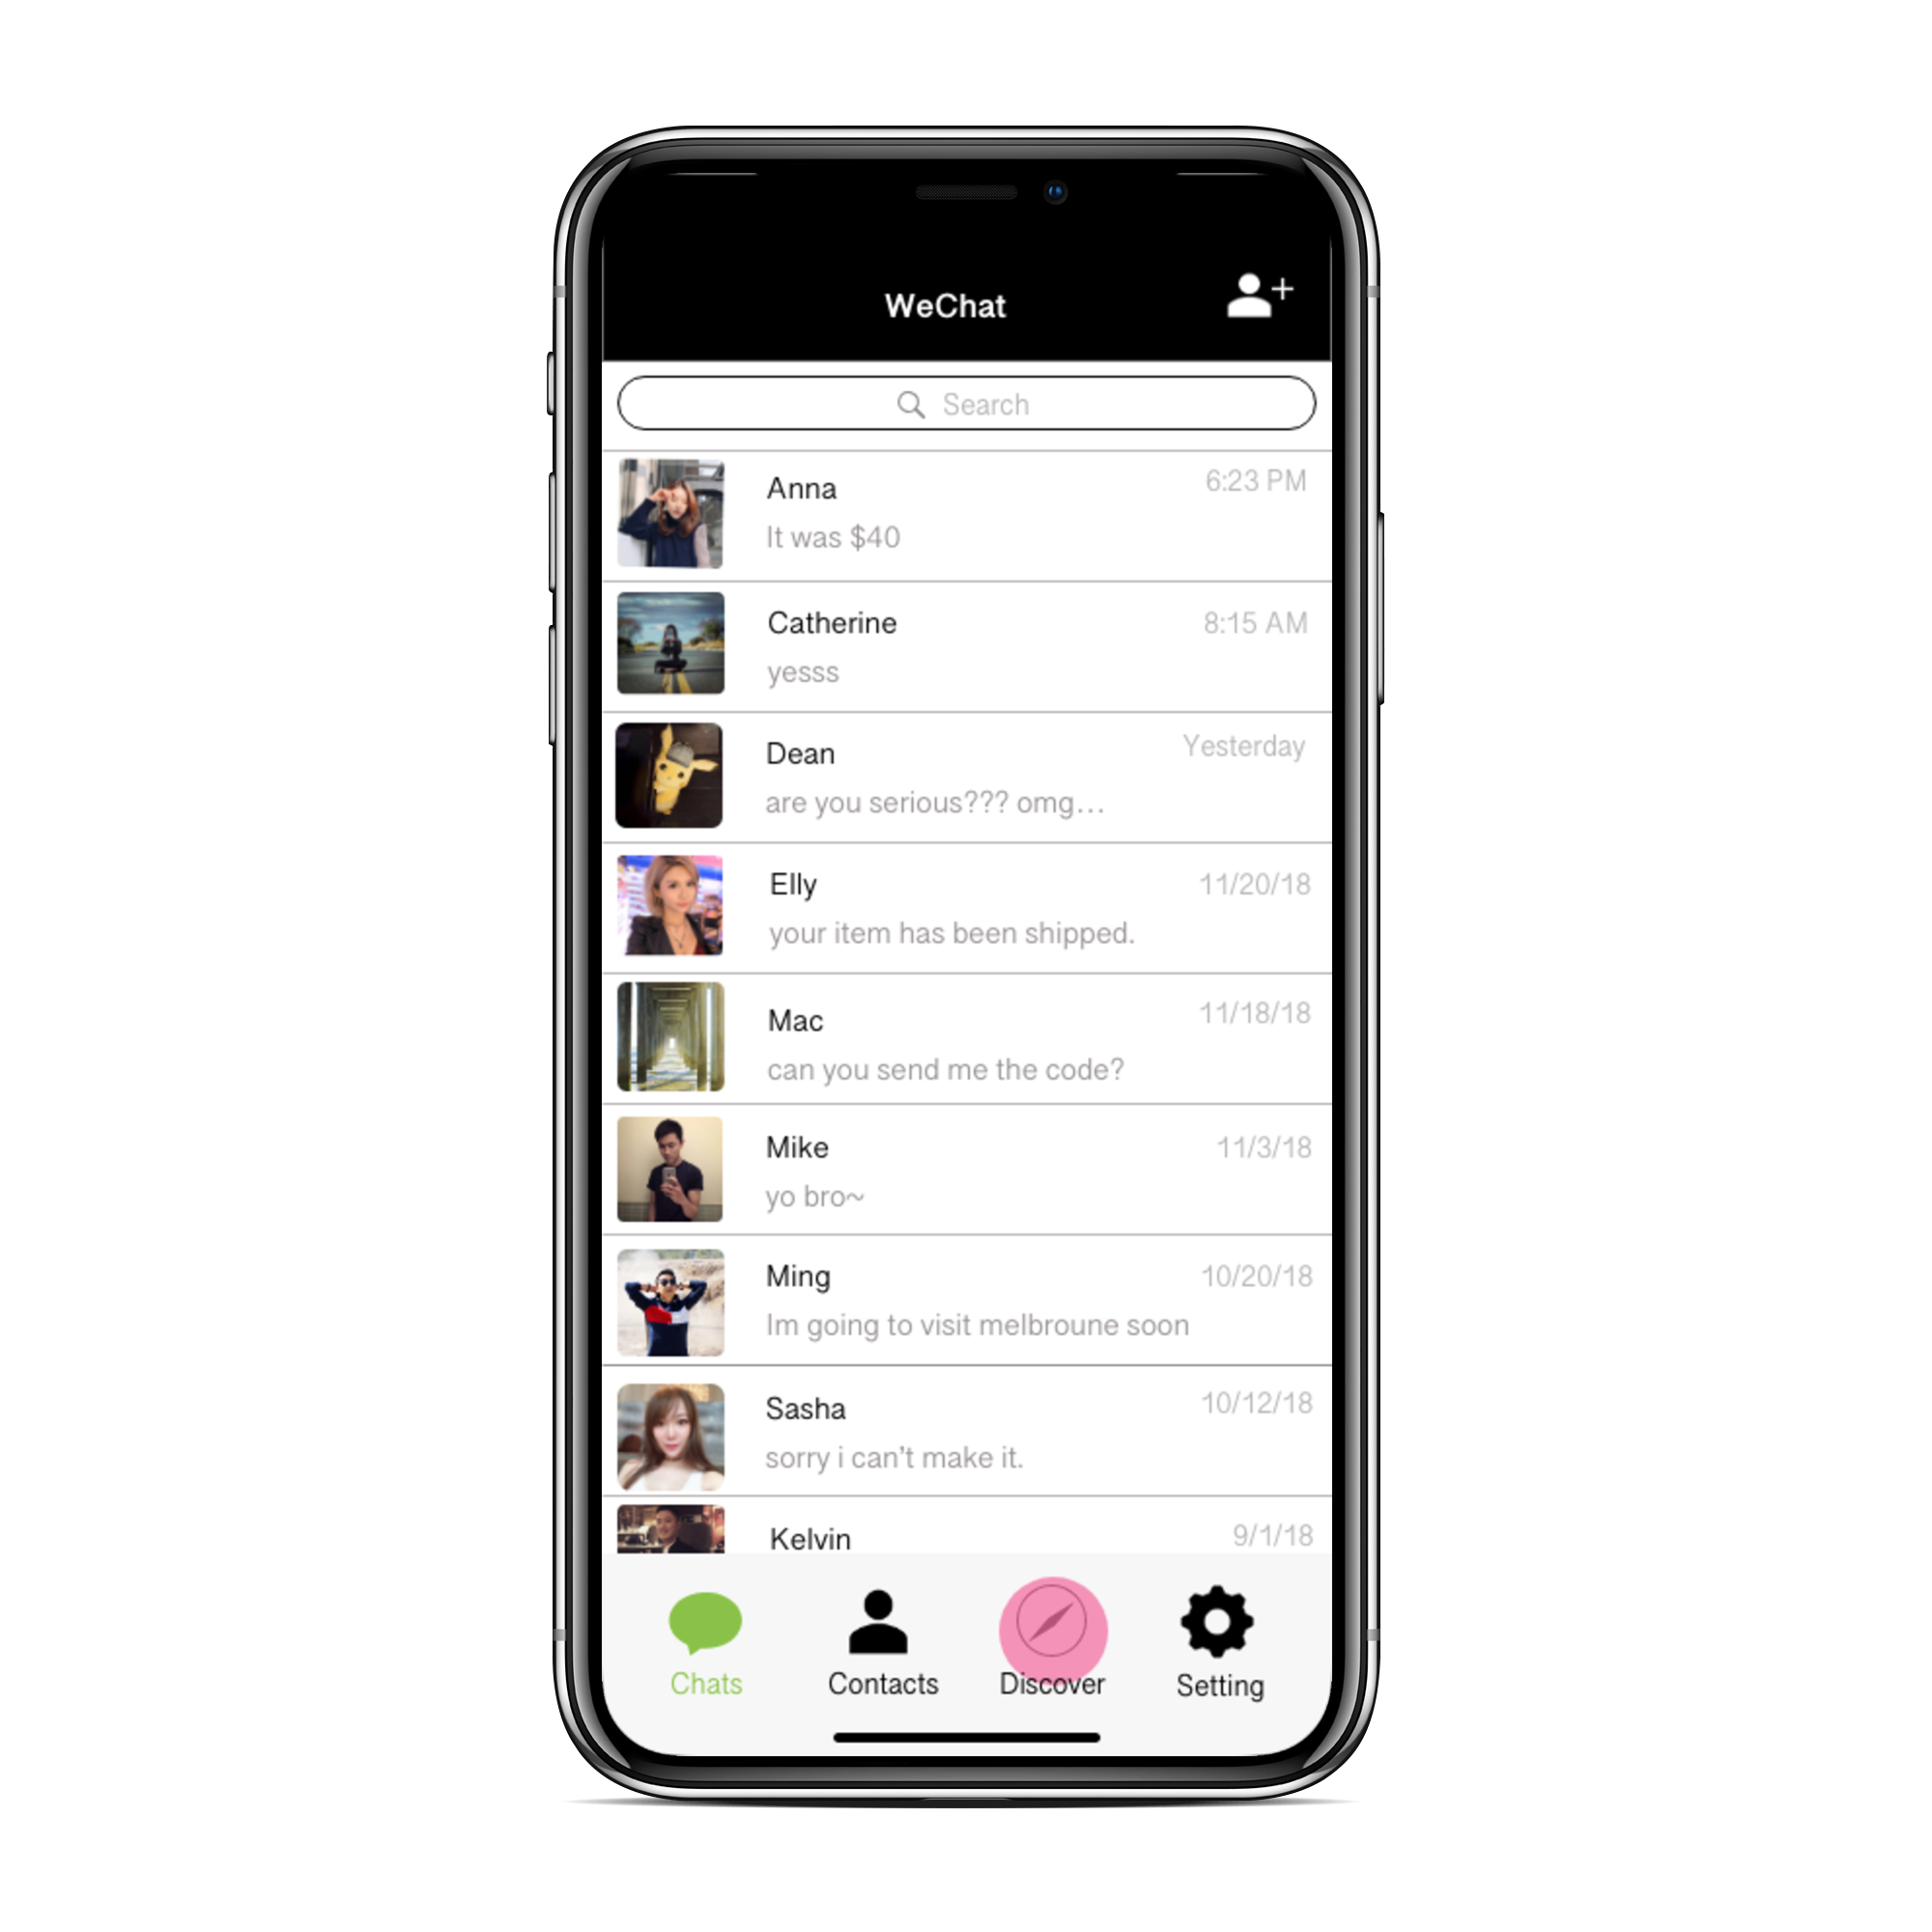 WeChat
Search
Anna
6:23 PM
It was $40
Catherine
8:15 AM
yesss
Dean
Yesterday
are you serious??? omg...
Elly
11/20/18
your item has been shipped.
Mac
11/18/18
can you send me the code?
Mike
11/3/18
yo bro~
Ming
10/20/18
Im going to visit melbroune soon
Sasha
10/12/18
sorry i can’t make it.
Kelvin
9/1/18
Chats
Contacts
Discover
Setting